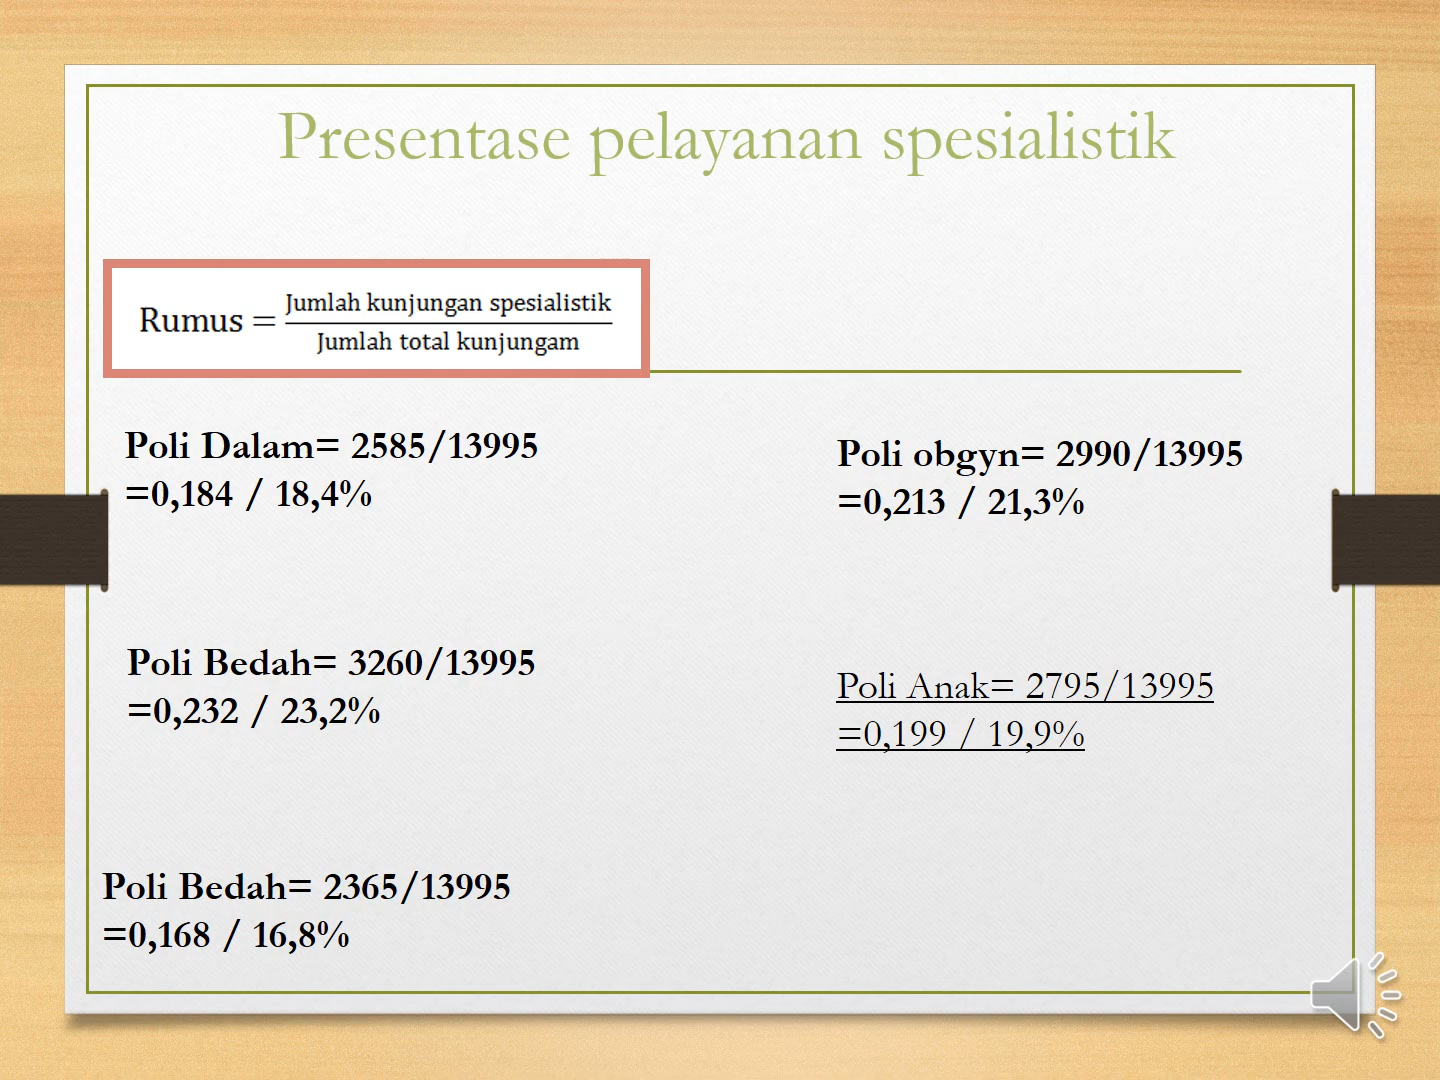 Presentase pelayanan spesialistik
Rumus = Jumlah kunjungan spesialistik
Jumlah total kunjungam
Poli Dalam= 2585/13995
=0,184 / 18,4%
Poli obgyn= 2990/13995
=0,213 / 21,3%
Poli Bedah= 3260/13995
=0,232 / 23,2%
Poli Anak= 2795/13995
=0,199 / 19,9%
Poli Bedah= 2365/13995
=0,168 / 16,8%